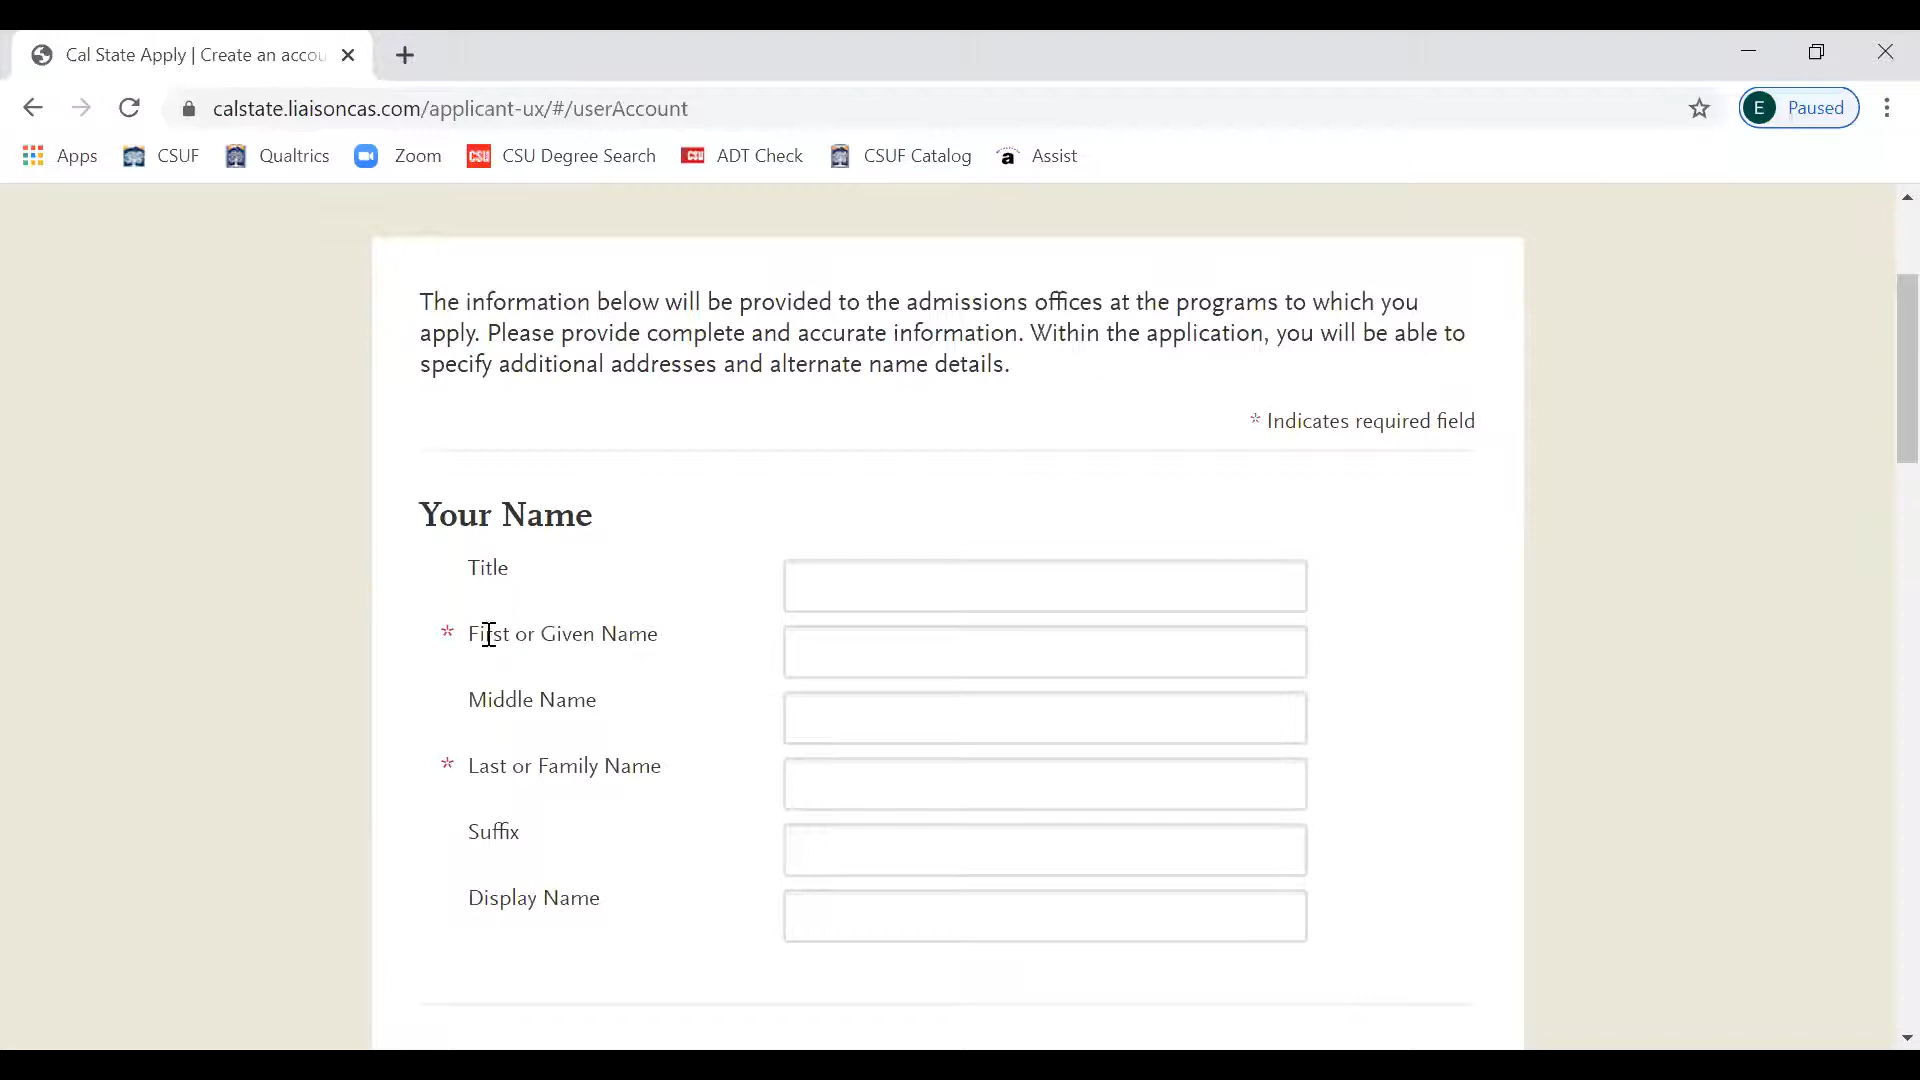 Cal State Apply | Create an accou
calstate.liaisoncas.com/applicant-ux/#/userAccount
E Paused
Apps CSUF Qualtrics Zoom CSU CSU Degree Search CSU ADT Check CSUF Catalog a Assist
The information below will be provided to the admissions offices at the programs to which you
apply. Please provide complete and accurate information. Within the application, you will be able to
specify additional addresses and alternate name details.
* Indicates required field
Your Name
Title
* First or Given Name
Middle Name
* Last or Family Name
Suffix
Display Name